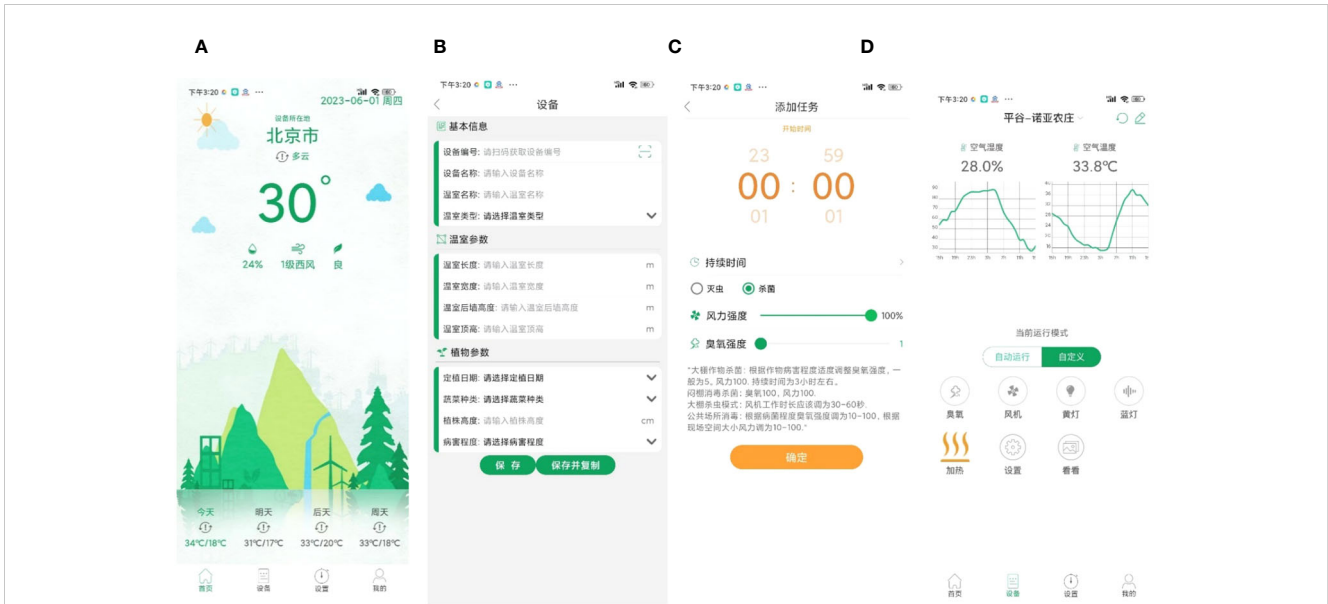 A
B
C
D
下午3:20
2023-06-01 周四
设备所在地
北京市
多云
30°
24%
1级西风
良
今天
明天
后天
周天
34℃/18℃
31℃/17℃
33℃/20℃
33℃/18℃
首页
设备
设置
我的
下午3:20
设备
基本信息
设备编号: 请扫码获取设备编号
设备名称: 请输入设备名称
温室名称: 请输入温室名称
温室类型: 请选择温室类型
温室参数
温室长度: 请输入温室长度 m
温室宽度: 请输入温室宽度 m
温室后墙高度: 请输入温室后墙高度 m
温室顶高: 请输入温室顶高 m
植物参数
定植日期: 请选择定植日期
蔬菜种类: 请选择蔬菜种类
植株高度: 请输入植株高度 cm
病害程度: 请选择病害程度
保 存
保存并复制
下午3:20
添加任务
开始时间
23 59
00 : 00
01 01
持续时间
灭虫 杀菌
风力强度 100%
臭氧强度 1
"大棚作物杀菌: 根据作物病害程度适度调整臭氧强度, 一
般为5, 风力100. 持续时间为3小时左右。
闷棚消毒杀菌: 臭氧100, 风力100.
大棚杀虫模式: 风机工作时长应该调为30-60秒.
公共场所消毒: 根据病菌程度臭氧强度调为10-100, 根据
现场空间大小风力调为10-100."
确定
下午3:20
平谷-诺亚农庄
空气湿度
28.0%
空气温度
33.8℃
当前运行模式
自动运行
自定义
臭氧
风机
黄灯
蓝灯
加热
设置
看看
首页
设备
设置
我的